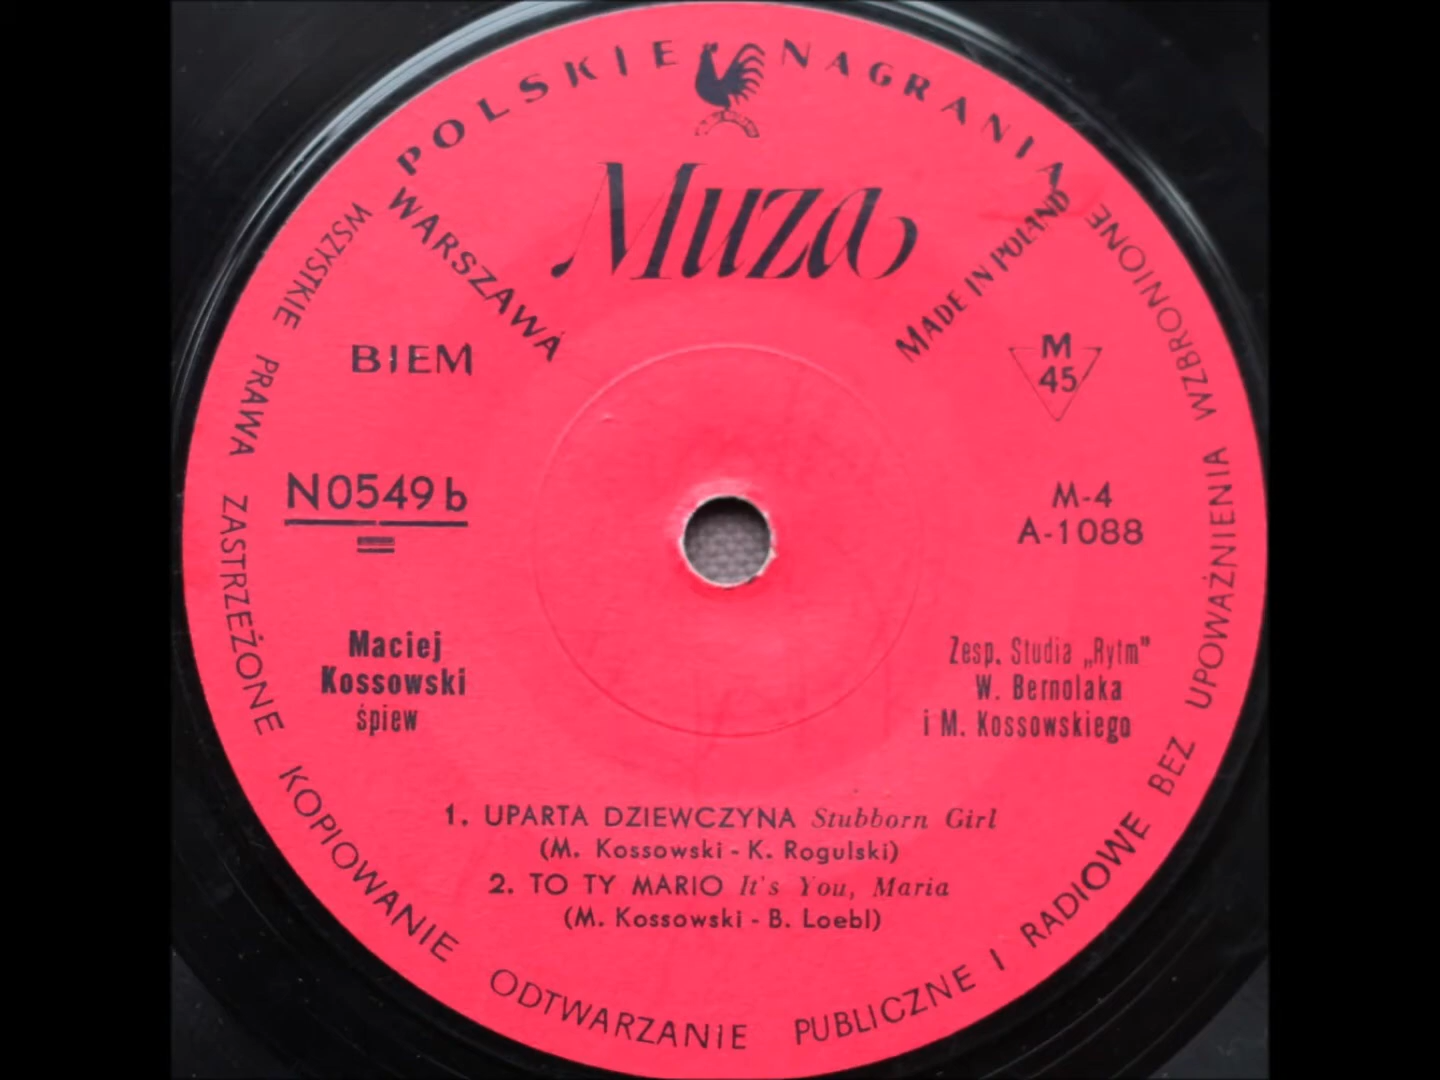 POLSKIE NAGRANIA
Muza
WARSZAWA
MADE IN POLAND
BIEM
M
45
N0549 b
M-4
A-1088
Maciej
Kossowski
śpiew
Zesp. Studia „Rytm”
W. Bernolaka
i M. Kossowskiego
1. UPARTA DZIEWCZYNA Stubborn Girl
(M. Kossowski - K. Rogulski)
2. TO TY MARIO It's You, Maria
(M. Kossowski - B. Loebl)
WSZYSTKIE PRAWA ZASTRZEŻONE KOPIOWANIE ODTWARZANIE PUBLICZNE I RADIOWE BEZ UPOWAŻNIENIA WZBRONIONE